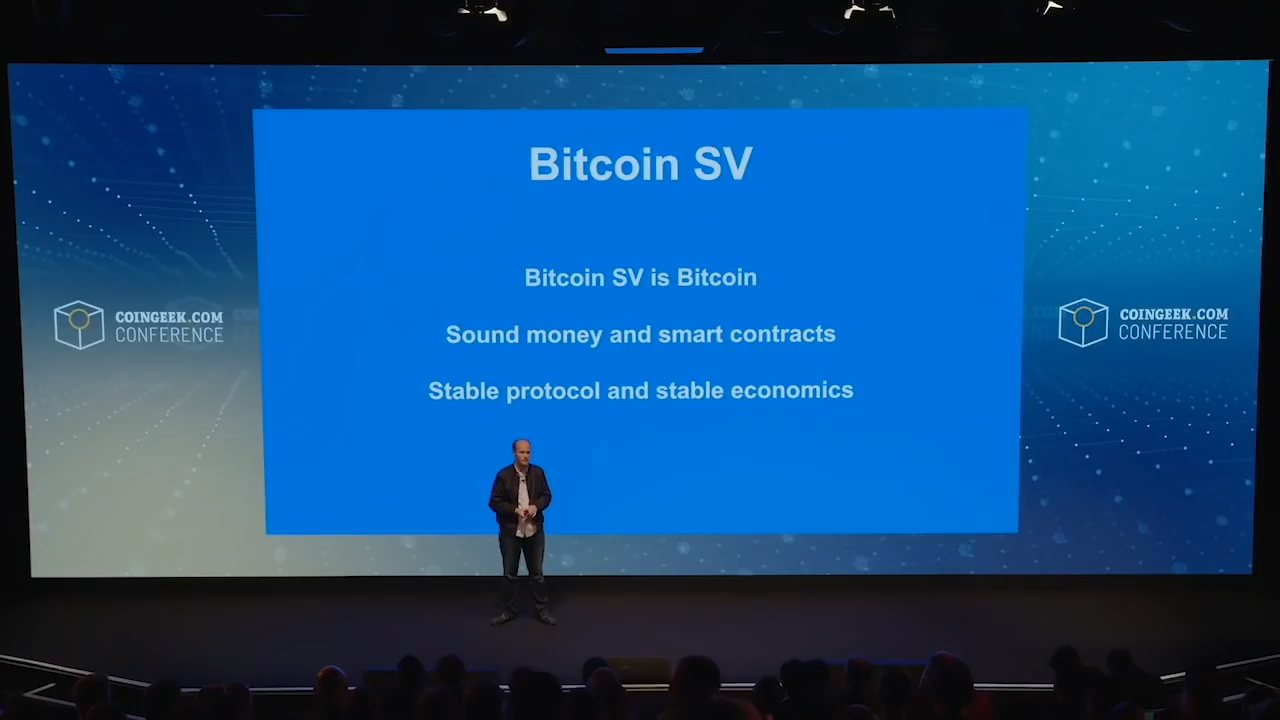 Bitcoin SV
Bitcoin SV is Bitcoin
Sound money and smart contracts
Stable protocol and stable economics
COINGEEK.COM
CONFERENCE
COINGEEK.COM
CONFERENCE